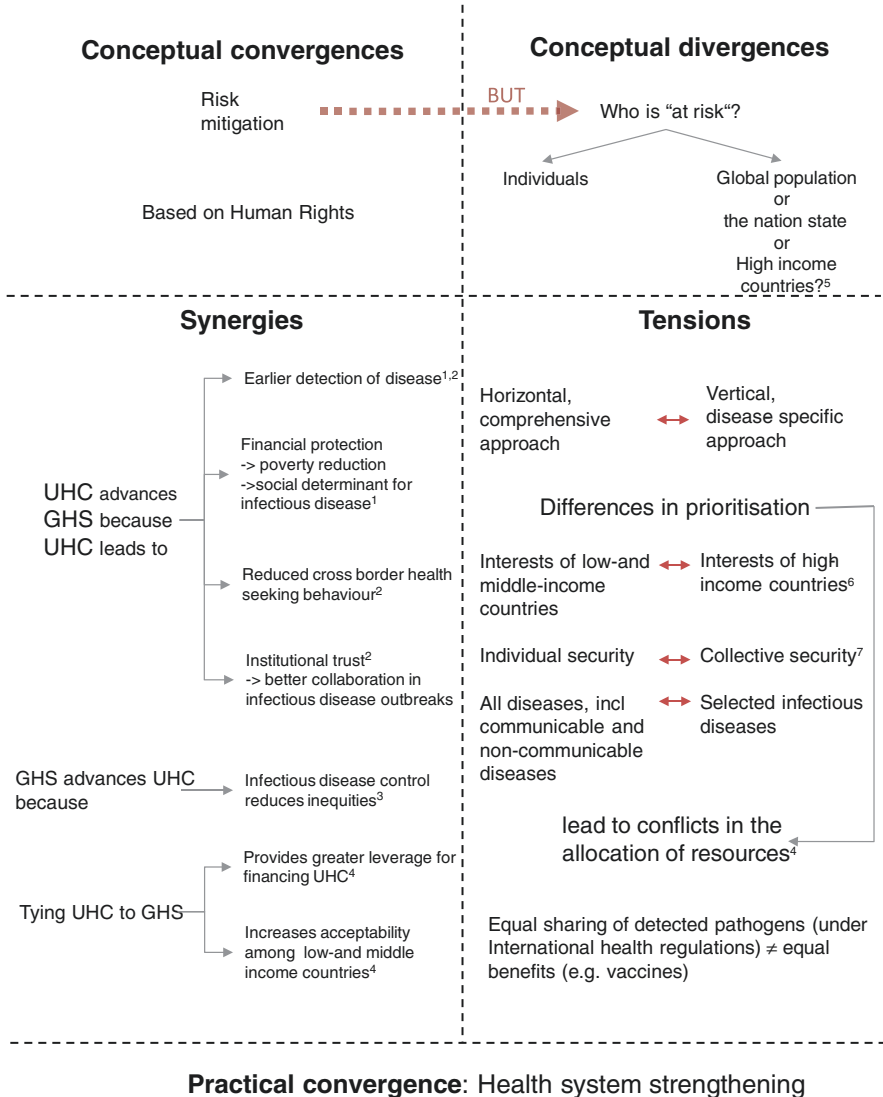 Conceptual convergences
Risk
mitigation
Based on Human Rights
BUT
Conceptual divergences
Who is “at risk“?
Individuals
Global population
or
the nation state
or
High income
countries?⁵
Synergies
UHC advances
GHS because
UHC leads to
Earlier detection of disease¹,²
Financial protection
-> poverty reduction
->social determinant for
infectious disease¹
Reduced cross border health
seeking behaviour²
Institutional trust²
-> better collaboration in
infectious disease outbreaks
GHS advances UHC
because
Infectious disease control
reduces inequities³
Tying UHC to GHS
Provides greater leverage for
financing UHC⁴
Increases acceptability
among low-and middle
income countries⁴
Tensions
Horizontal,
comprehensive
approach
Vertical,
disease specific
approach
Differences in prioritisation
Interests of low-and
middle-income
countries
Interests of high
income countries⁶
Individual security
Collective security⁷
All diseases, incl
communicable and
non-communicable
diseases
Selected infectious
diseases
lead to conflicts in the
allocation of resources⁴
Equal sharing of detected pathogens (under
International health regulations) ≠ equal
benefits (e.g. vaccines)
Practical convergence: Health system strengthening